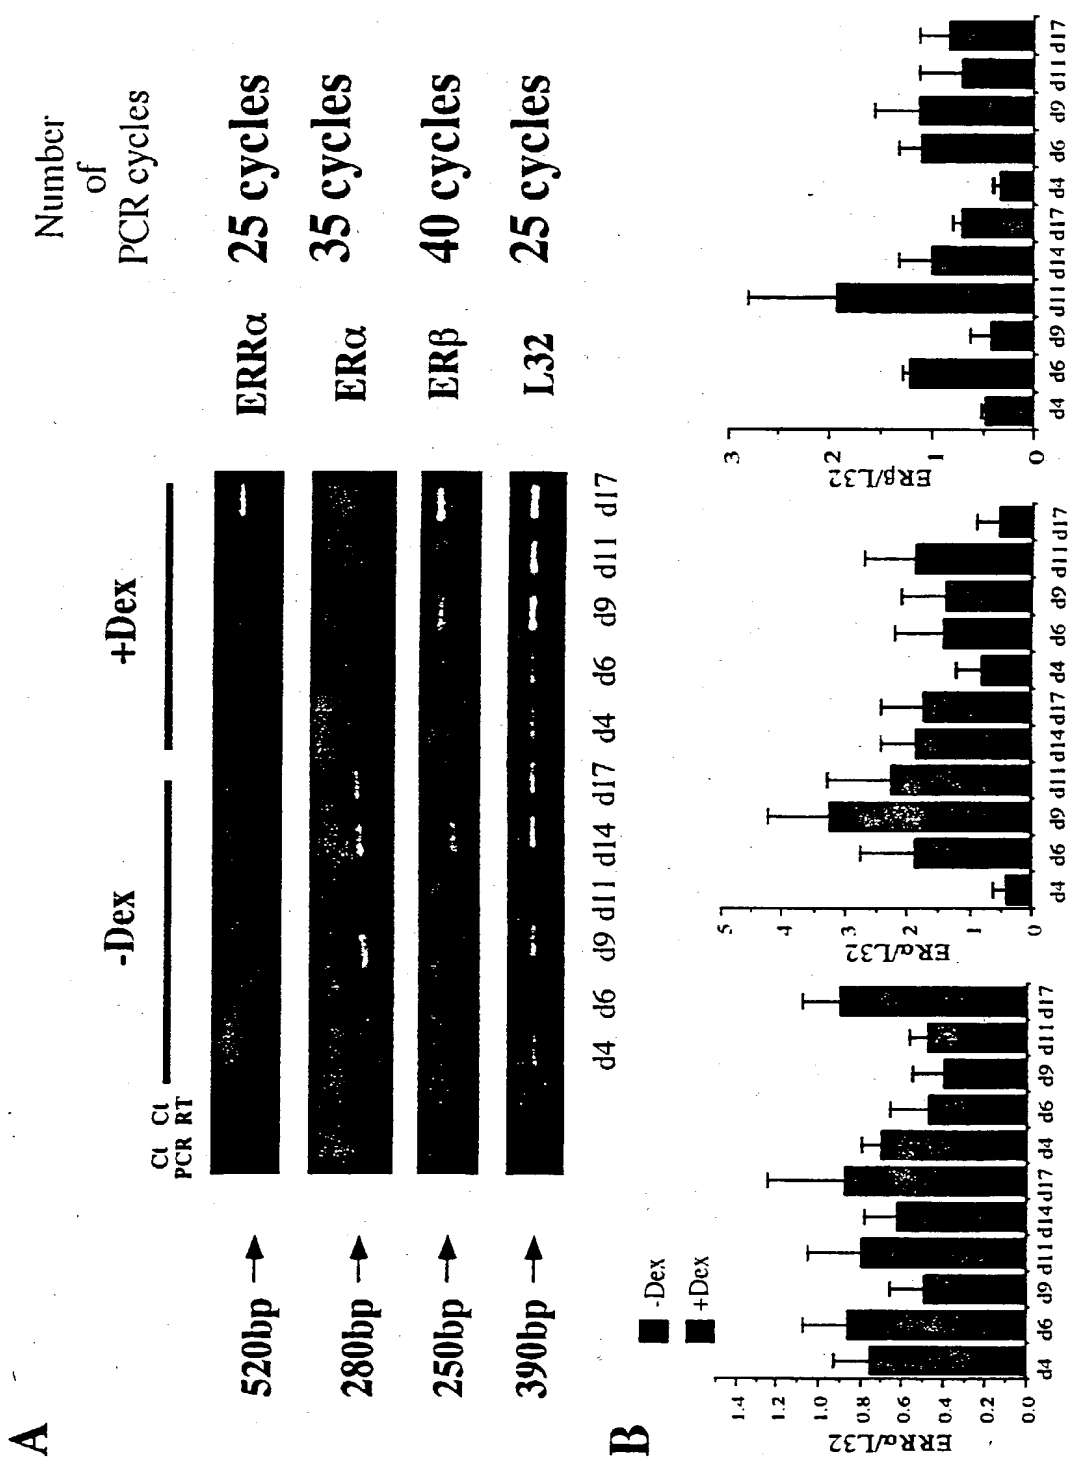 A
Number
of
PCR cycles
-Dex
+Dex
Ct Ct
PCR RT
520bp
ERRα 25 cycles
280bp
ERα 35 cycles
250bp
ERβ 40 cycles
390bp
L32 25 cycles
d4 d6 d9 d11 d14 d17 d4 d6 d9 d11 d17
B
-Dex
+Dex
ERRα/L32
1.4
1.2
1.0
0.8
0.6
0.4
0.2
0.0
d4 d6 d9 d11 d14 d17 d4 d6 d9 d11 d17
ERα/L32
5
4
3
2
1
0
d4 d6 d9 d11 d14 d17 d4 d6 d9 d11 d17
ERβ/L32
3
2
1
0
d4 d6 d9 d11 d14 d17 d4 d6 d9 d11 d17